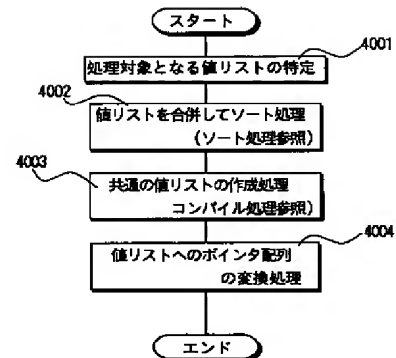 スタート
4001
処理対象となる値リストの特定
4002
値リストを合併してソート処理
(ソート処理参照)
4003
共通の値リストの作成処理
コンパイル処理参照)
4004
値リストへのポインタ配列
の変換処理
エンド